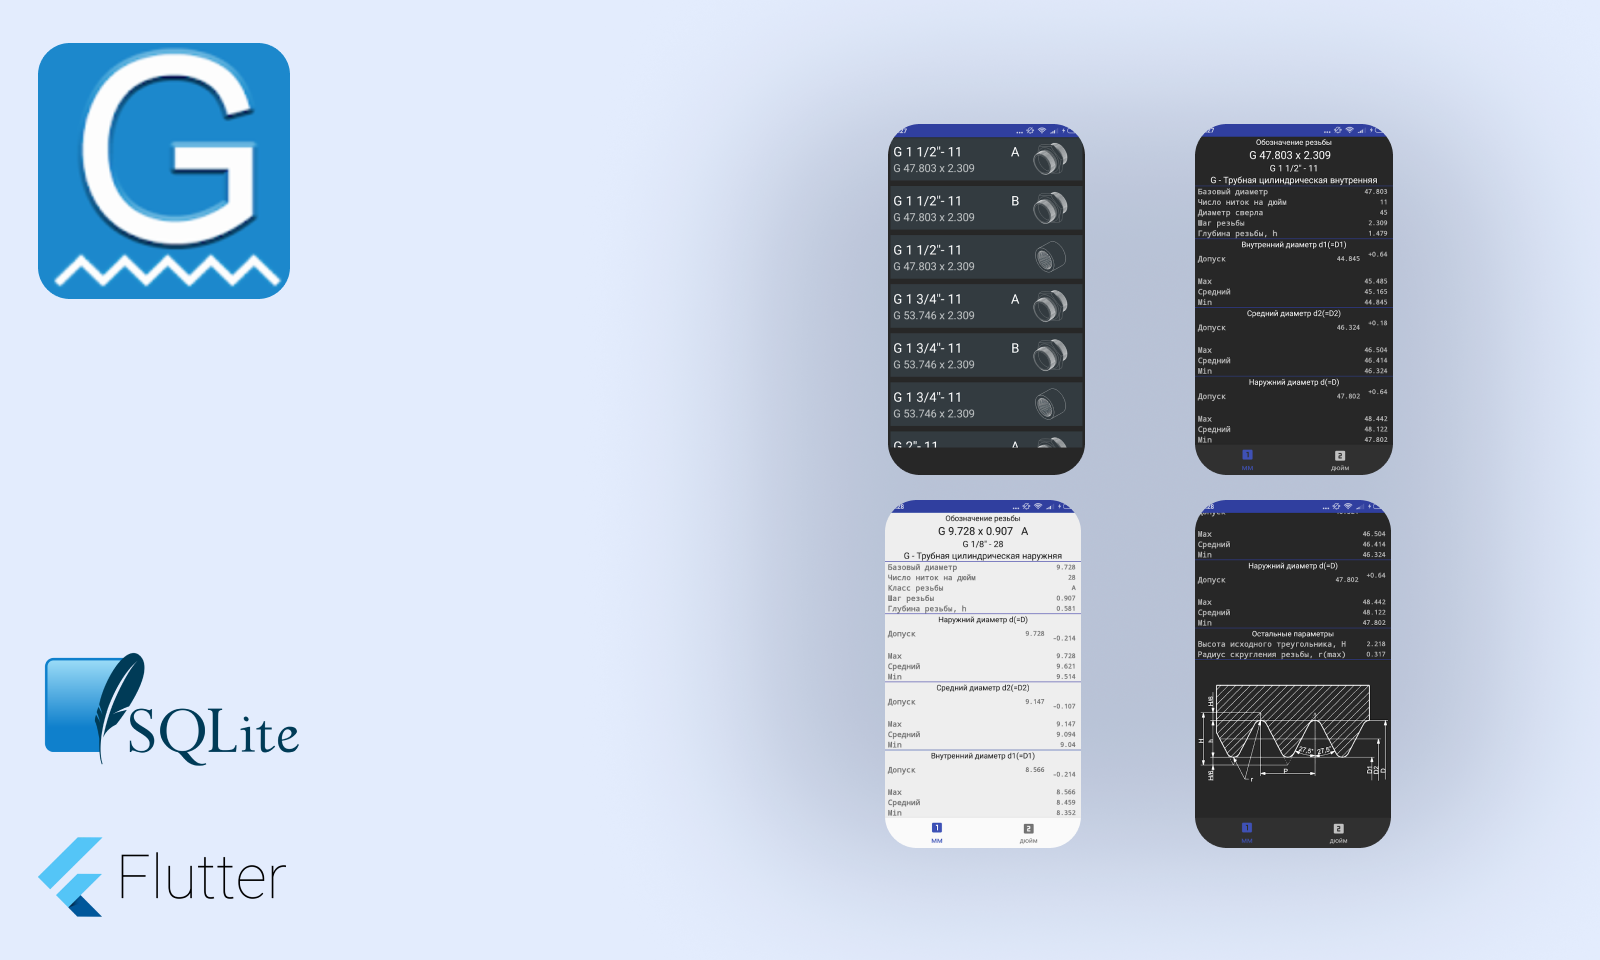 G
SQLite
Flutter
:27
G 1 1/2"- 11 A
G 47.803 x 2.309
G 1 1/2"- 11 B
G 47.803 x 2.309
G 1 1/2"- 11
G 47.803 x 2.309
G 1 3/4"- 11 A
G 53.746 x 2.309
G 1 3/4"- 11 B
G 53.746 x 2.309
G 1 3/4"- 11
G 53.746 x 2.309
G 2"- 11 A
:27
Обозначение резьбы
G 47.803 x 2.309
G 1 1/2" - 11
G - Трубная цилиндрическая внутренняя
Базовый диаметр 47.803
Число ниток на дюйм 11
Диаметр сверла 45
Шаг резьбы 2.309
Глубина резьбы, h 1.479
Внутренний диаметр d1(=D1)
Допуск 44.845 +0.64
Max 45.485
Средний 45.165
Min 44.845
Средний диаметр d2(=D2)
Допуск 46.324 +0.18
Max 46.504
Средний 46.414
Min 46.324
Наружний диаметр d(=D)
Допуск 47.802 +0.64
Max 48.442
Средний 48.122
Min 47.802
1 2
мм дюйм
:28
Обозначение резьбы
G 9.728 x 0.907 A
G 1/8" - 28
G - Трубная цилиндрическая наружняя
Базовый диаметр 9.728
Число ниток на дюйм 28
Класс резьбы A
Шаг резьбы 0.907
Глубина резьбы, h 0.581
Наружний диаметр d(=D)
Допуск 9.728 -0.214
Max 9.728
Средний 9.621
Min 9.514
Средний диаметр d2(=D2)
Допуск 9.147 -0.107
Max 9.147
Средний 9.094
Min 9.04
Внутренний диаметр d1(=D1)
Допуск 8.566 -0.214
Max 8.566
Средний 8.459
Min 8.352
1 2
мм дюйм
:28
Max 46.504
Средний 46.414
Min 46.324
Наружний диаметр d(=D)
Допуск 47.802 +0.64
Max 48.442
Средний 48.122
Min 47.802
Остальные параметры
Высота исходного треугольника, H 2.218
Радиус скругления резьбы, r(max) 0.317
H/6
H
h
27.5° 27.5°
H/6
r
P
D1
D2
D
1 2
мм дюйм